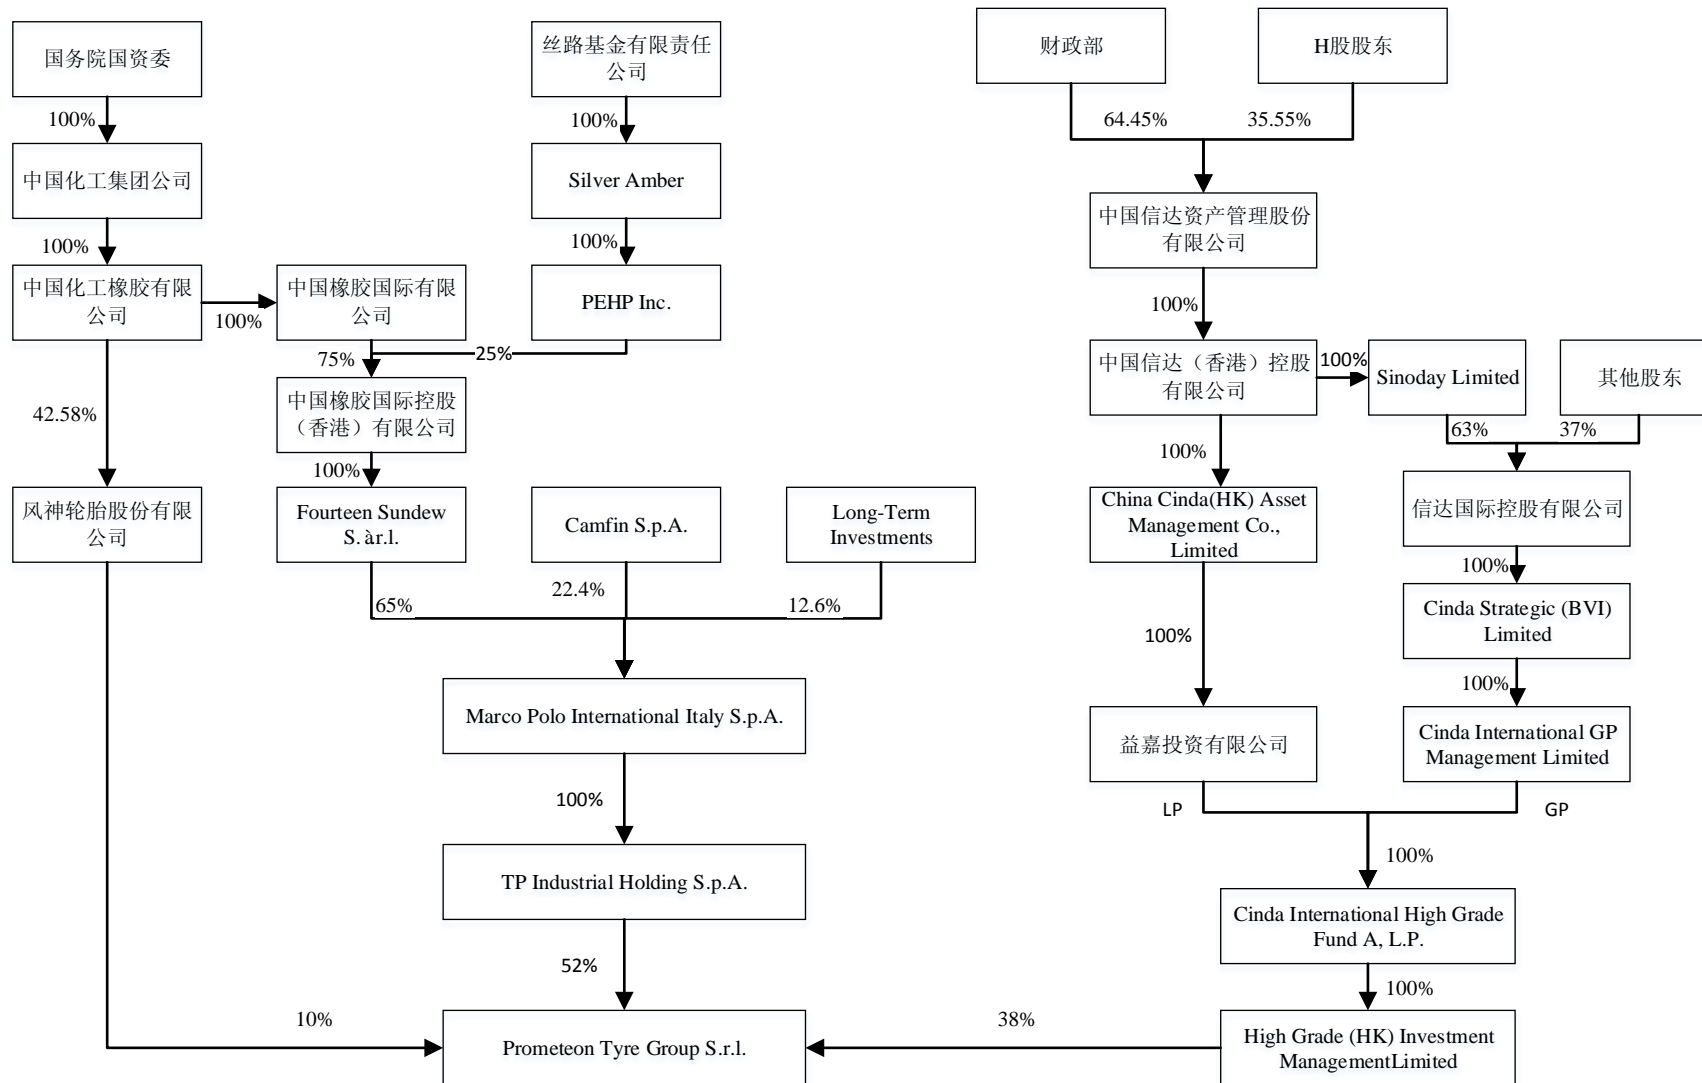 国务院国资委
丝路基金有限责任
公司
财政部
H股股东
100%
100%
64.45%
35.55%
中国化工集团公司
Silver Amber
中国信达资产管理股份
有限公司
100%
100%
中国化工橡胶有限
公司
100%
中国橡胶国际有限
公司
PEHP Inc.
100%
75%
25%
中国信达（香港）控股
有限公司
100%
Sinoday Limited
其他股东
42.58%
中国橡胶国际控股
（香港）有限公司
63%
37%
100%
100%
风神轮胎股份有限
公司
Fourteen Sundew
S.àr.l.
Camfin S.p.A.
Long-Term
Investments
China Cinda(HK) Asset
Management Co.,
Limited
信达国际控股有限公司
65%
22.4%
12.6%
100%
Cinda Strategic (BVI)
Limited
100%
100%
Marco Polo International Italy S.p.A.
益嘉投资有限公司
Cinda International GP
Management Limited
100%
LP
GP
100%
TP Industrial Holding S.p.A.
Cinda International High Grade
Fund A, L.P.
52%
100%
10%
38%
Prometeon Tyre Group S.r.l.
High Grade (HK) Investment
ManagementLimited